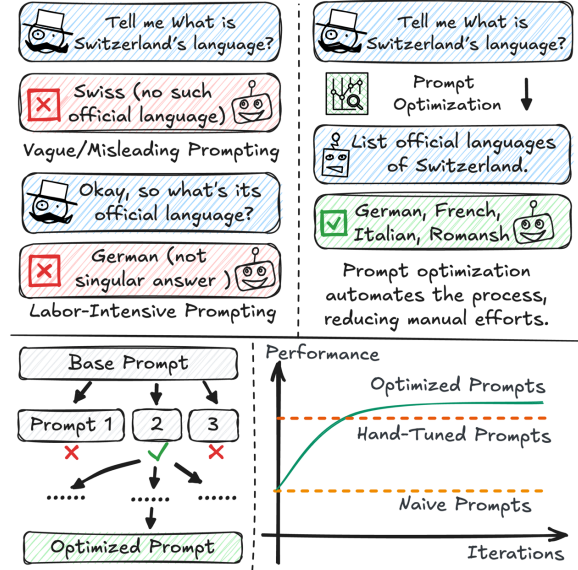 Tell me What is
Switzerland's language?
Swiss (no such
official language)
Vague/Misleading Prompting
Okay, so what's its
official language?
German (not
singular answer )
Labor-Intensive Prompting
Tell me What is
Switzerland's language?
Prompt
Optimization
List official languages
of Switzerland.
German, French,
Italian, Romansh
Prompt optimization
automates the process,
reducing manual efforts.
Base Prompt
Prompt 1
2
3
......
......
......
Optimized Prompt
Performance
Optimized Prompts
Hand-Tuned Prompts
Naive Prompts
Iterations